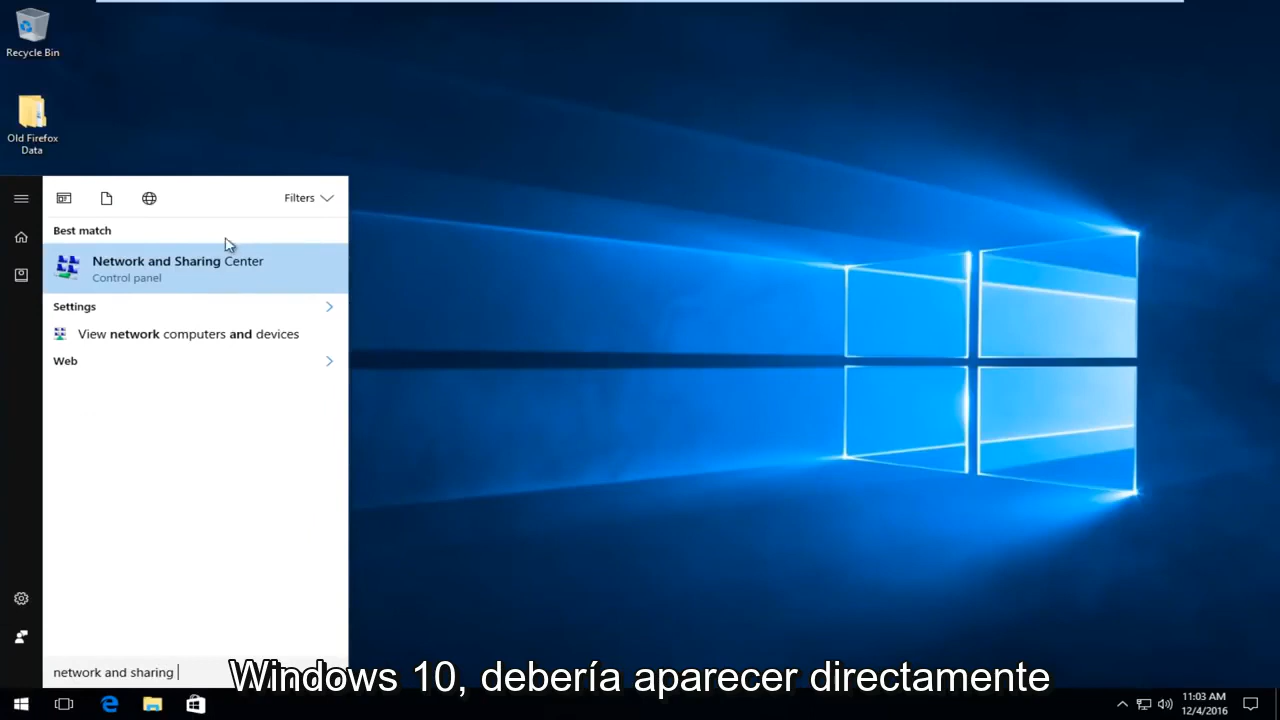 Recycle Bin
Old Firefox
Data
Filters
Best match
Network and Sharing Center
Control panel
Settings
View network computers and devices
Web
network and sharing
Windows 10, debería aparecer directamente
11:03 AM
12/4/2016